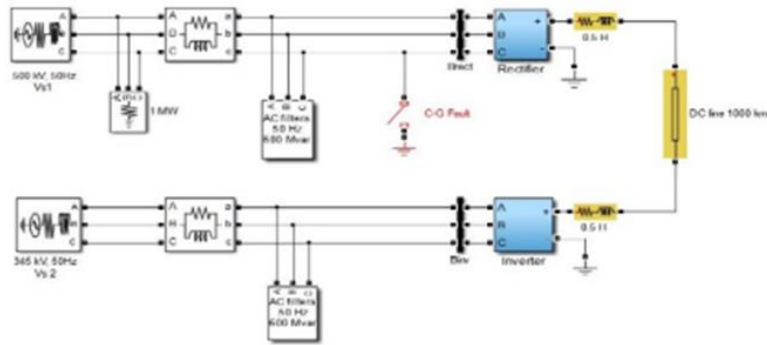 A
A
a
A
+
0.5 H
B
b
B
C
C
c
C
-
500 kV, 50Hz
Vs1
Brect
Rectifier
1 MW
A B C
AC filters
50 Hz
600 Mvar
C-G Fault
DC line 1000 km
A
A
a
A
+
0.5 H
B
b
B
C
C
c
C
345 kV, 50Hz
Vs 2
Binv
Inverter
AC filters
50 Hz
600 Mvar